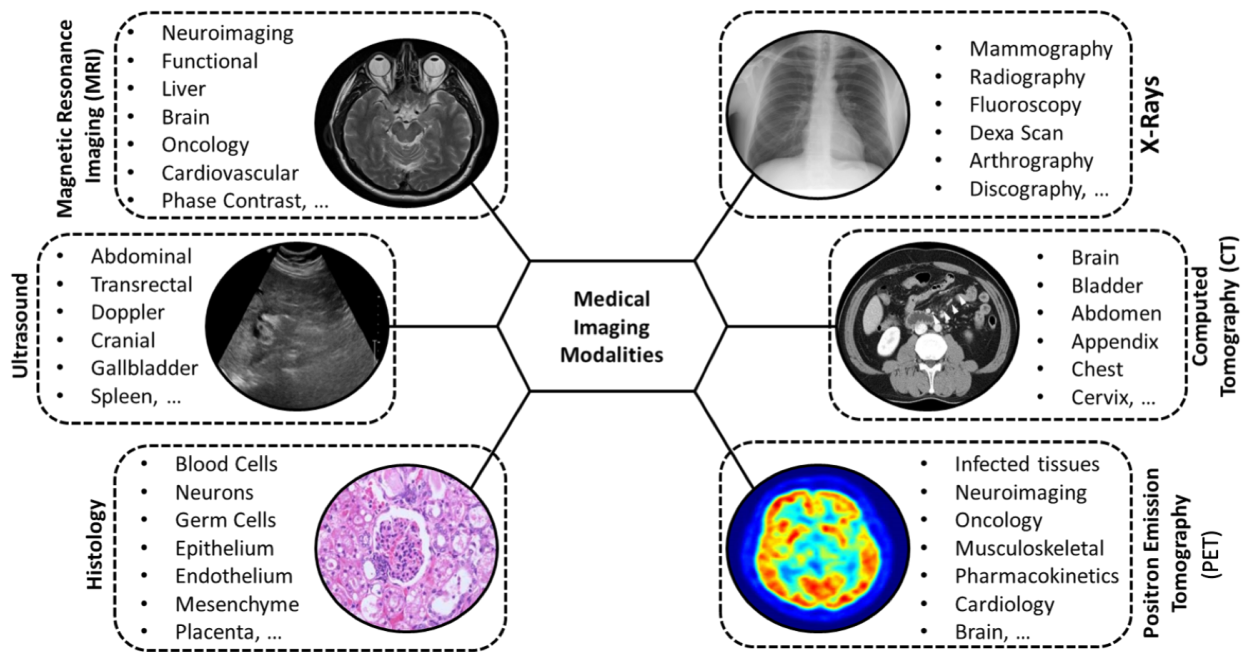 Magnetic Resonance
Imaging (MRI)
• Neuroimaging
• Functional
• Liver
• Brain
• Oncology
• Cardiovascular
• Phase Contrast, ...
X-Rays
• Mammography
• Radiography
• Fluoroscopy
• Dexa Scan
• Arthrography
• Discography, ...
Ultrasound
• Abdominal
• Transrectal
• Doppler
• Cranial
• Gallbladder
• Spleen, ...
Medical
Imaging
Modalities
Computed
Tomography (CT)
• Brain
• Bladder
• Abdomen
• Appendix
• Chest
• Cervix, ...
Histology
• Blood Cells
• Neurons
• Germ Cells
• Epithelium
• Endothelium
• Mesenchyme
• Placenta, ...
Positron Emission
Tomography
(PET)
• Infected tissues
• Neuroimaging
• Oncology
• Musculoskeletal
• Pharmacokinetics
• Cardiology
• Brain, ...